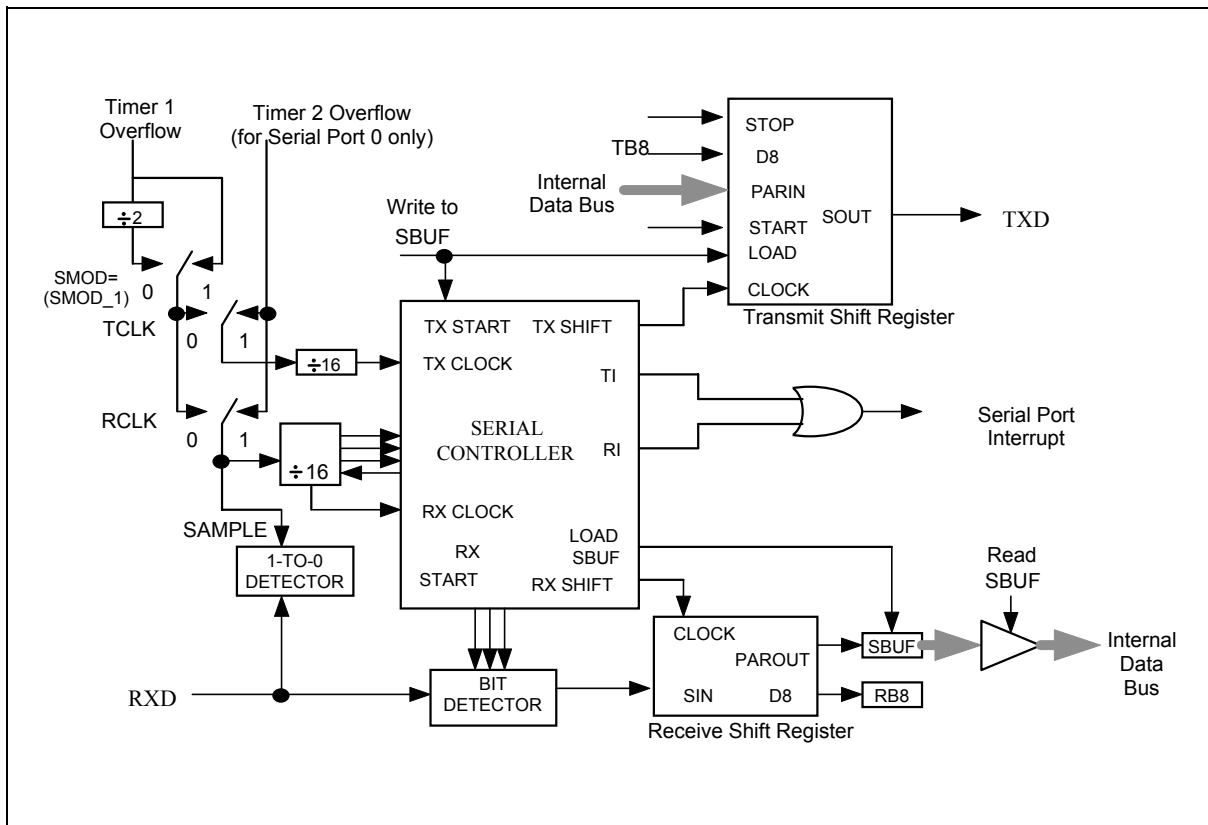 Timer 1
Overflow
Timer 2 Overflow
(for Serial Port 0 only)
÷2
SMOD=
(SMOD_1)
0
1
TCLK
0
1
÷16
RCLK
0
1
÷16
SAMPLE
1-TO-0
DETECTOR
RXD
BIT
DETECTOR
Write to
SBUF
TX START
TX SHIFT
TX CLOCK
TI
SERIAL
CONTROLLER
RI
RX CLOCK
LOAD
SBUF
RX
START
RX SHIFT
TB8
Internal
Data Bus
STOP
D8
PARIN
SOUT
START
LOAD
CLOCK
Transmit Shift Register
TXD
Serial Port
Interrupt
CLOCK
PAROUT
SIN
D8
Receive Shift Register
SBUF
RB8
Read
SBUF
Internal
Data
Bus